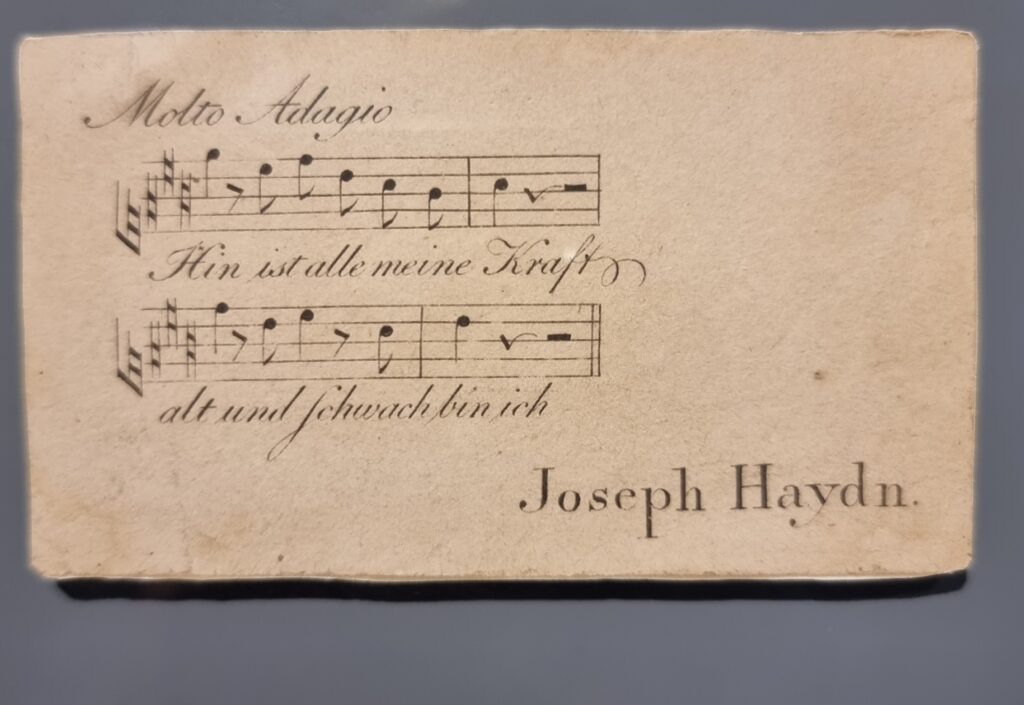 Molto Adagio
Hin ist alle meine Kraft
alt und ſchwach bin ich
Joseph Haydn.